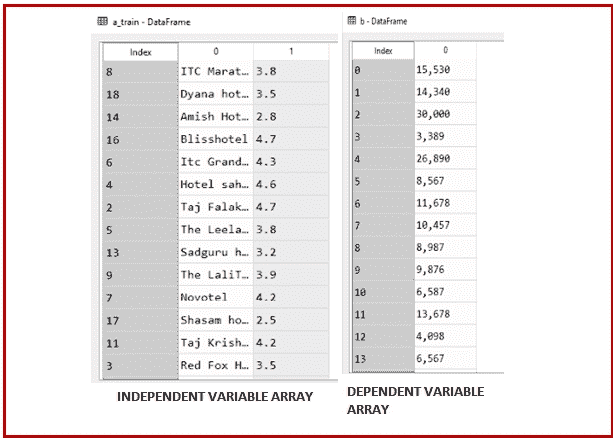 a_train - DataFrame
Index 0 1
8 ITC Marat... 3.8
18 Dyana hot... 3.5
14 Amish Hot... 2.8
16 Blisshotel 4.7
6 Itc Grand... 4.3
4 Hotel sah... 4.6
2 Taj Falak... 4.7
5 The Leela... 3.8
13 Sadguru h... 3.2
9 The LaliT... 3.9
7 Novotel 4.2
17 Shasam ho... 2.5
11 Taj Krish... 4.2
3 Red Fox H... 3.5
INDEPENDENT VARIABLE ARRAY
b - DataFrame
Index 0
0 15,530
1 14,340
2 30,000
3 3,389
4 26,890
5 8,567
6 11,678
7 10,457
8 8,987
9 9,876
10 6,587
11 13,678
12 4,098
13 6,567
DEPENDENT VARIABLE
ARRAY